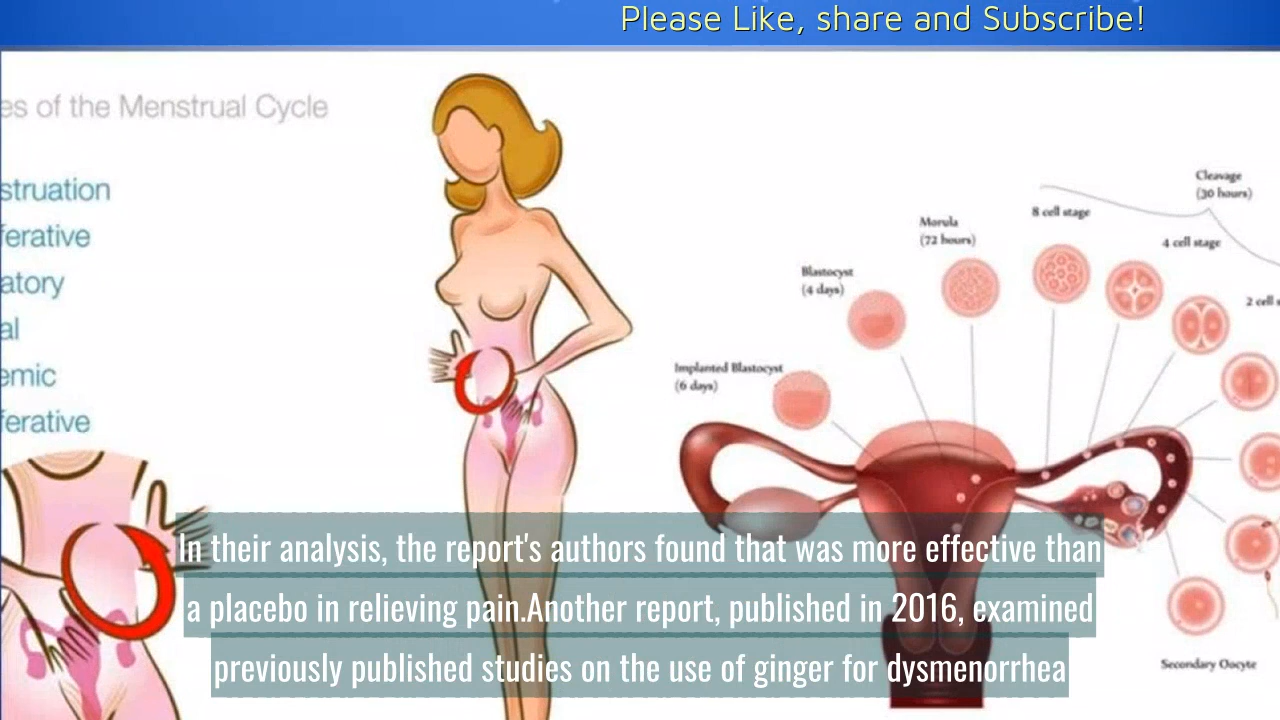 Please Like, share and Subscribe!
es of the Menstrual Cycle
struation
ferative
atory
al
emic
ferative
Cleavage
(30 hours)
8 cell stage
Morula
(72 hours)
4 cell stage
Blastocyst
(4 days)
2 cell s
Implanted Blastocyst
(6 days)
In their analysis, the report's authors found that was more effective than
a placebo in relieving pain.Another report, published in 2016, examined
previously published studies on the use of ginger for dysmenorrhea
Secondary Oocyte